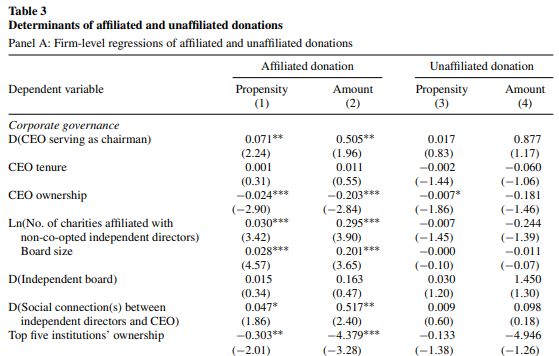 Table 3
Determinants of affiliated and unaffiliated donations
Panel A: Firm-level regressions of affiliated and unaffiliated donations
Affiliated donation Unaffiliated donation
Dependent variable Propensity Amount Propensity Amount
(1) (2) (3) (4)
Corporate governance
D(CEO serving as chairman) 0.071** 0.505** 0.017 0.877
(2.24) (1.96) (0.83) (1.17)
CEO tenure 0.001 0.011 −0.002 −0.060
(0.31) (0.55) (−1.44) (−1.06)
CEO ownership −0.024*** −0.203*** −0.007* −0.181
(−2.90) (−2.84) (−1.86) (−1.46)
Ln(No. of charities affiliated with 0.030*** 0.295*** −0.007 −0.244
non-co-opted independent directors) (3.42) (3.90) (−1.45) (−1.39)
Board size 0.028*** 0.201*** −0.000 −0.011
(4.57) (3.65) (−0.10) (−0.07)
D(Independent board) 0.015 0.163 0.030 1.450
(0.34) (0.47) (1.20) (1.30)
D(Social connection(s) between 0.047* 0.517** 0.009 0.098
independent directors and CEO) (1.86) (2.40) (0.60) (0.18)
Top five institutions' ownership −0.303** −4.379*** −0.133 −4.946
(−2.01) (−3.28) (−1.38) (−1.26)